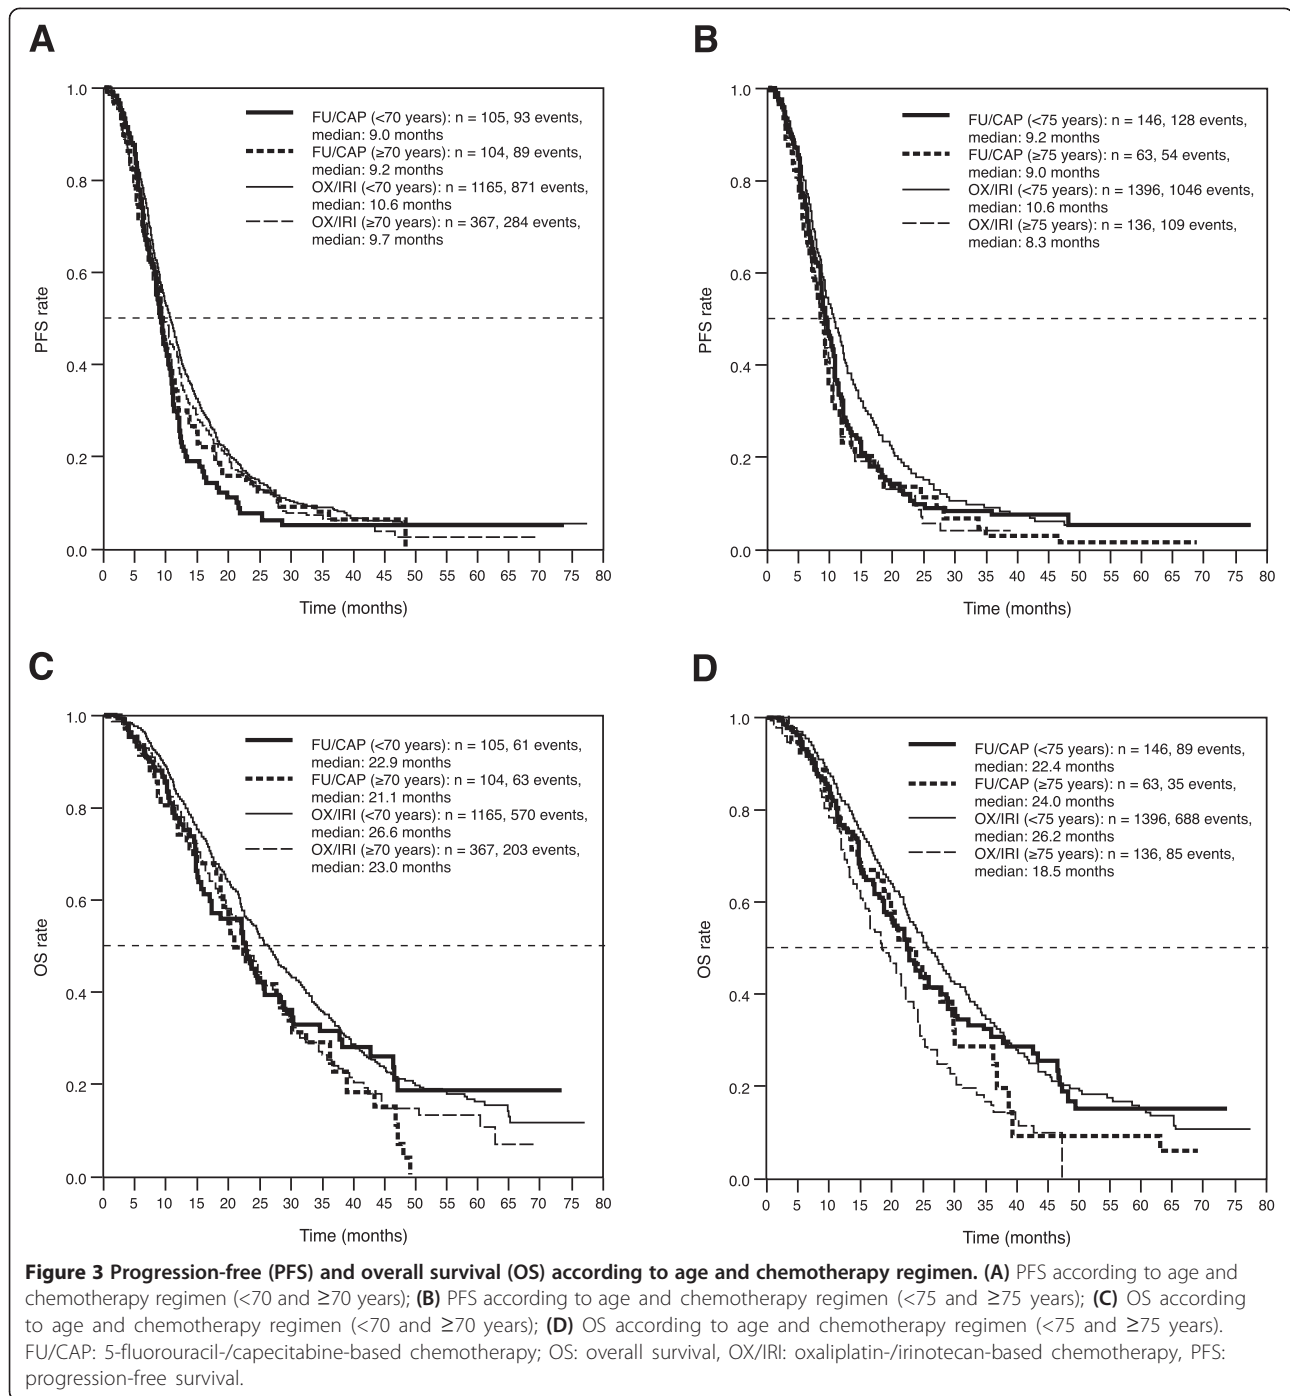 A
1.0
0.8
0.6
0.4
0.2
0.0
PFS rate
FU/CAP (<70 years): n = 105, 93 events,
median: 9.0 months
FU/CAP (≥70 years): n = 104, 89 events,
median: 9.2 months
OX/IRI (<70 years): n = 1165, 871 events,
median: 10.6 months
OX/IRI (≥70 years): n = 367, 284 events,
median: 9.7 months
0 5 10 15 20 25 30 35 40 45 50 55 60 65 70 75 80
Time (months)
B
1.0
0.8
0.6
0.4
0.2
0.0
PFS rate
FU/CAP (<75 years): n = 146, 128 events,
median: 9.2 months
FU/CAP (≥75 years): n = 63, 54 events,
median: 9.0 months
OX/IRI (<75 years): n = 1396, 1046 events,
median: 10.6 months
OX/IRI (≥75 years): n = 136, 109 events,
median: 8.3 months
0 5 10 15 20 25 30 35 40 45 50 55 60 65 70 75 80
Time (months)
C
1.0
0.8
0.6
0.4
0.2
0.0
OS rate
FU/CAP (<70 years): n = 105, 61 events,
median: 22.9 months
FU/CAP (≥70 years): n = 104, 63 events,
median: 21.1 months
OX/IRI (<70 years): n = 1165, 570 events,
median: 26.6 months
OX/IRI (≥70 years): n = 367, 203 events,
median: 23.0 months
0 5 10 15 20 25 30 35 40 45 50 55 60 65 70 75 80
Time (months)
D
1.0
0.8
0.6
0.4
0.2
0.0
OS rate
FU/CAP (<75 years): n = 146, 89 events,
median: 22.4 months
FU/CAP (≥75 years): n = 63, 35 events,
median: 24.0 months
OX/IRI (<75 years): n = 1396, 688 events,
median: 26.2 months
OX/IRI (≥75 years): n = 136, 85 events,
median: 18.5 months
0 5 10 15 20 25 30 35 40 45 50 55 60 65 70 75 80
Time (months)
Figure 3 Progression-free (PFS) and overall survival (OS) according to age and chemotherapy regimen. (A) PFS according to age and
chemotherapy regimen (<70 and ≥70 years); (B) PFS according to age and chemotherapy regimen (<75 and ≥75 years); (C) OS according
to age and chemotherapy regimen (<70 and ≥70 years); (D) OS according to age and chemotherapy regimen (<75 and ≥75 years).
FU/CAP: 5-fluorouracil-/capecitabine-based chemotherapy; OS: overall survival, OX/IRI: oxaliplatin-/irinotecan-based chemotherapy, PFS:
progression-free survival.